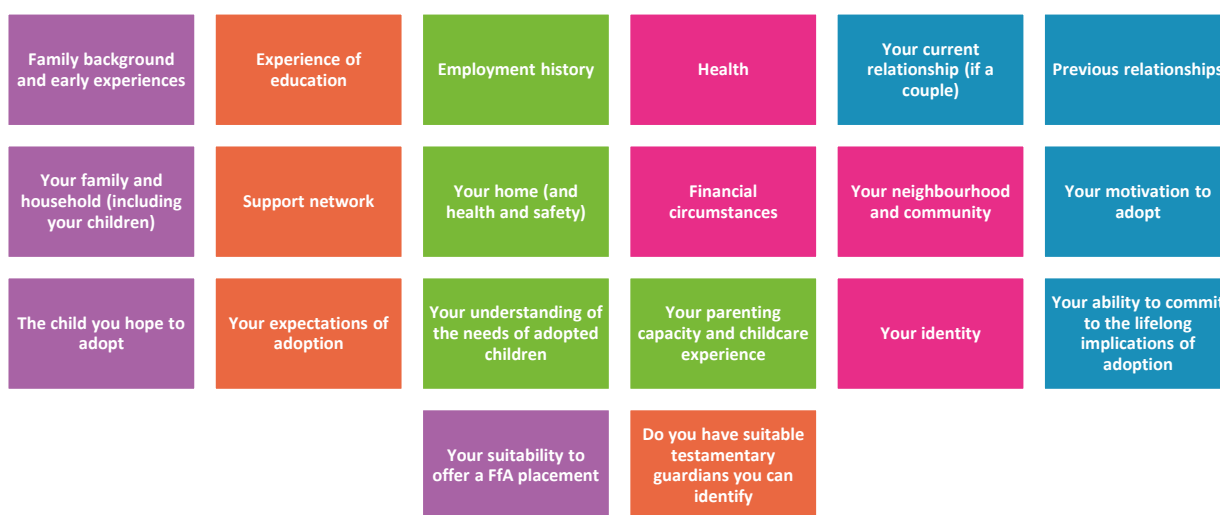 Family background
and early experiences
Experience of
education
Employment history
Health
Your current
relationship (if a
couple)
Previous relationships
Your family and
household (including
your children)
Support network
Your home (and
health and safety)
Financial
circumstances
Your neighbourhood
and community
Your motivation to
adopt
The child you hope to
adopt
Your expectations of
adoption
Your understanding of
the needs of adopted
children
Your parenting
capacity and childcare
experience
Your identity
Your ability to commit
to the lifelong
implications of
adoption
Your suitability to
offer a FfA placement
Do you have suitable
testamentary
guardians you can
identify